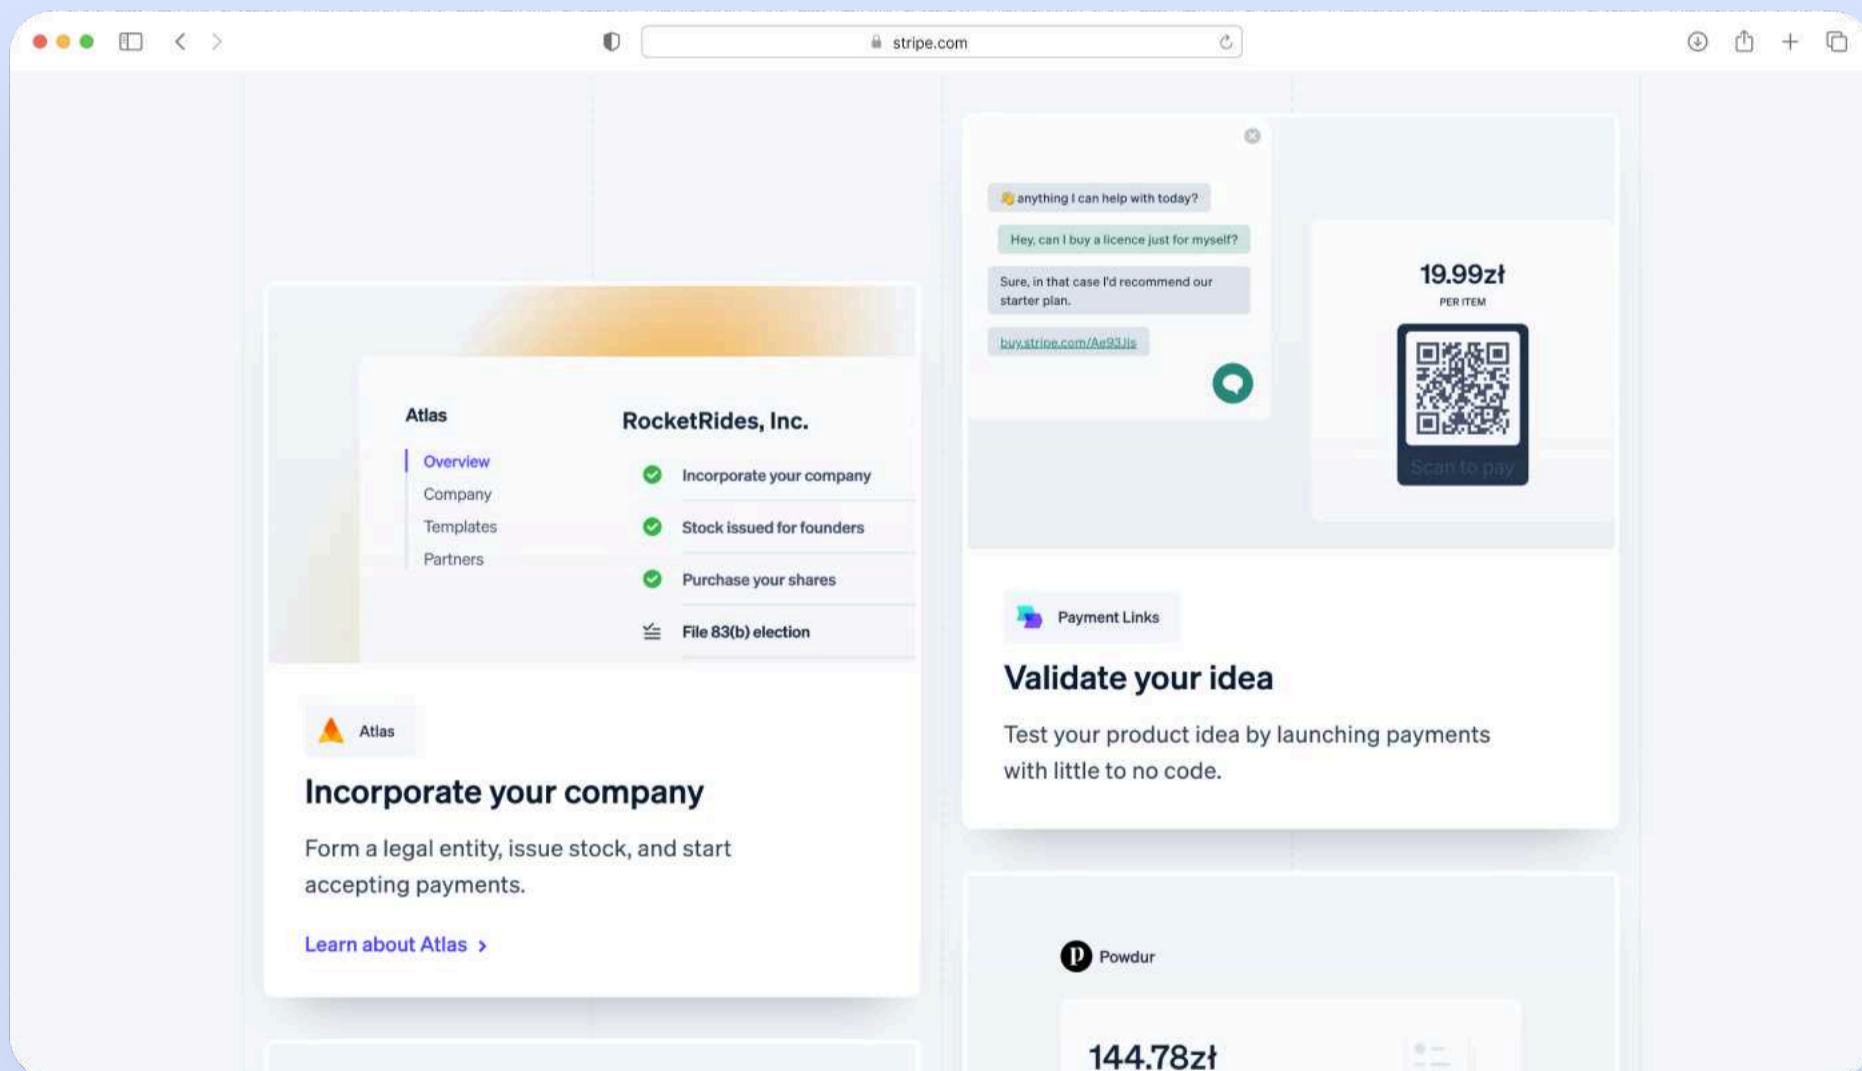 stripe.com
Atlas
Overview
Company
Templates
Partners
RocketRides, Inc.
Incorporate your company
Stock issued for founders
Purchase your shares
File 83(b) election
Atlas
Incorporate your company
Form a legal entity, issue stock, and start
accepting payments.
Learn about Atlas
👋 anything I can help with today?
Hey, can I buy a licence just for myself?
Sure, in that case I'd recommend our
starter plan.
19.99zł
PER ITEM
Scan to pay
Payment Links
Validate your idea
Test your product idea by launching payments
with little to no code.
Powdur
144.78zł